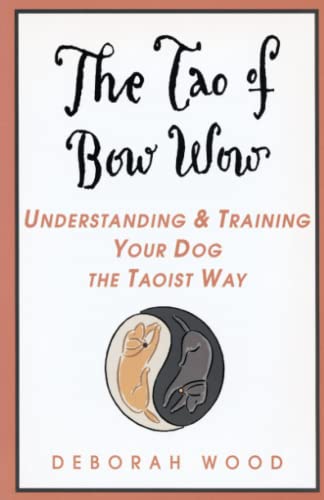 The Tao of
Bow Wow
UNDERSTANDING & TRAINING
YOUR DOG
THE TAOIST WAY
DEBORAH WOOD